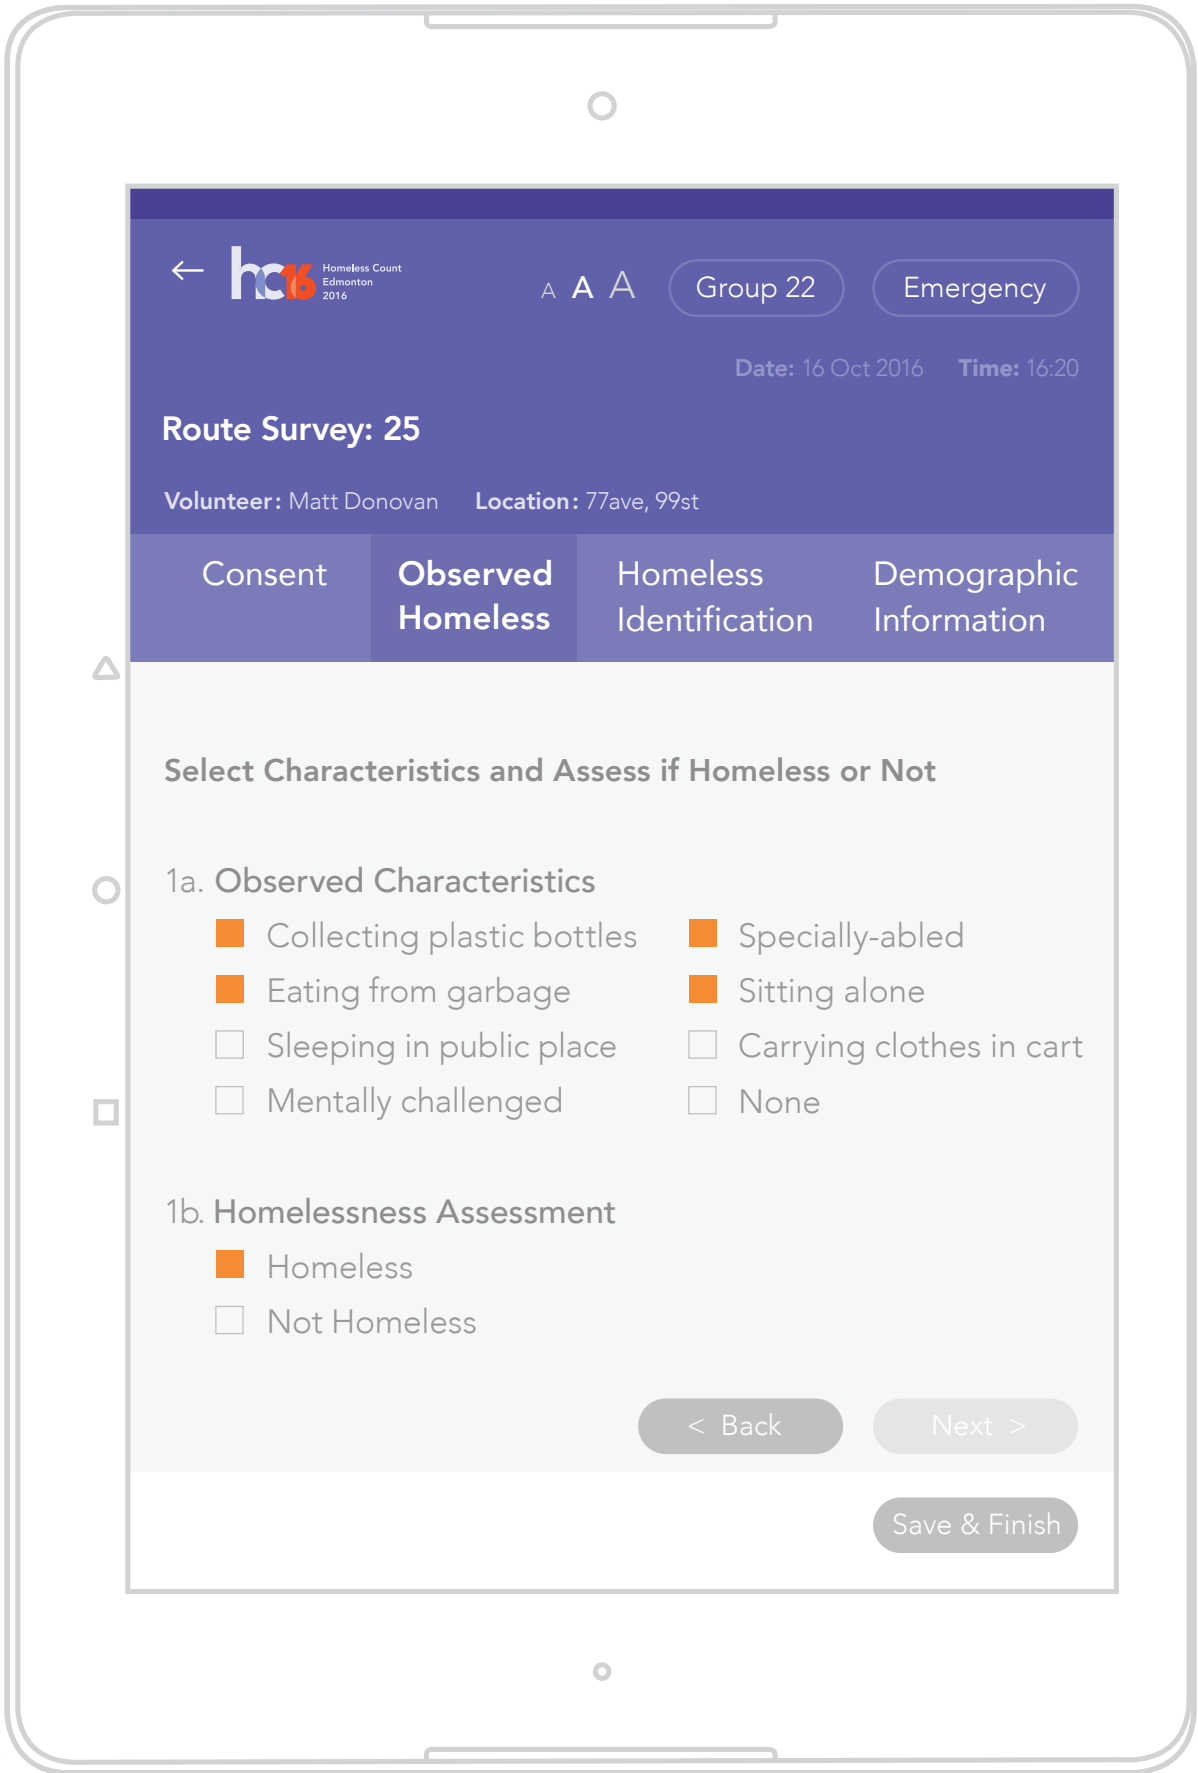 ←
hc16 Homeless Count
Edmonton
2016
A A A
Group 22
Emergency
Date: 16 Oct 2016 Time: 16:20
Route Survey: 25
Volunteer: Matt Donovan Location: 77ave, 99st
Consent
Observed
Homeless
Homeless
Identification
Demographic
Information
Select Characteristics and Assess if Homeless or Not
1a. Observed Characteristics
Collecting plastic bottles
Specially-abled
Eating from garbage
Sitting alone
Sleeping in public place
Carrying clothes in cart
Mentally challenged
None
1b. Homelessness Assessment
Homeless
Not Homeless
< Back
Next >
Save & Finish